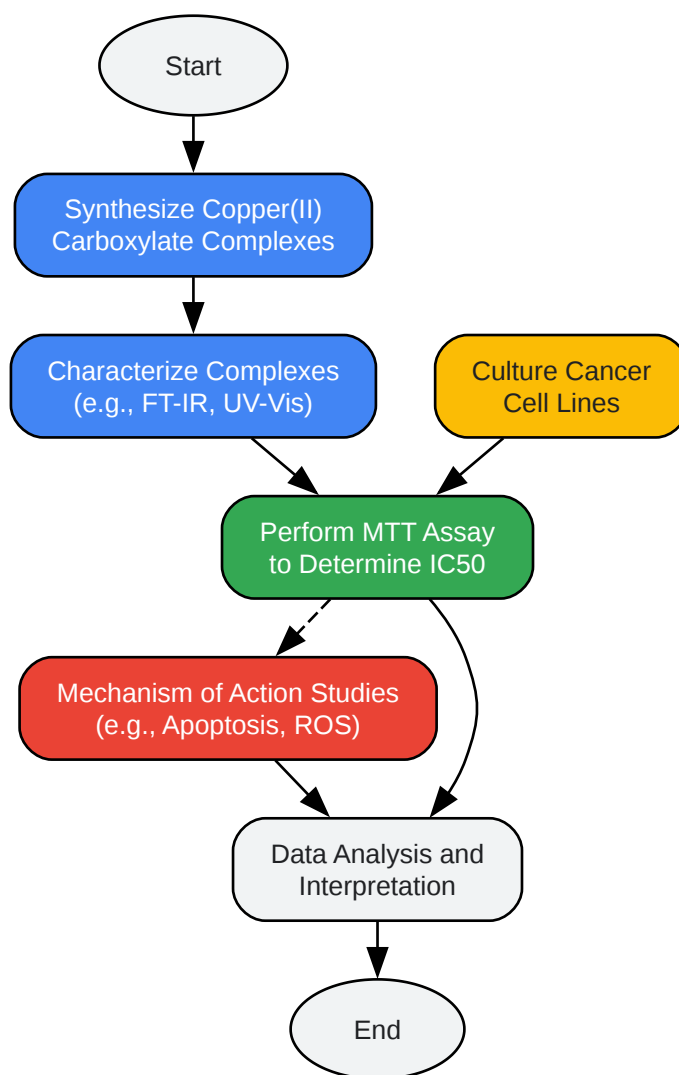 Start
Synthesize Copper(II)
Carboxylate Complexes
Characterize Complexes
(e.g., FT-IR, UV-Vis)
Culture Cancer
Cell Lines
Perform MTT Assay
to Determine IC50
Mechanism of Action Studies
(e.g., Apoptosis, ROS)
Data Analysis and
Interpretation
End